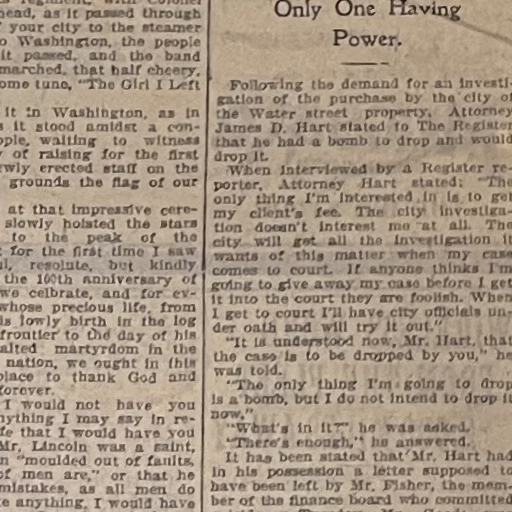 head, as it passed through
your city to the steamer
Washington, the people
it passed, and the band
marched, that half cheery,
some tune, "The Girl I Left
it in Washington, as in
it stood amidst a con-
ople, waiting to witness
of raising for the first
ewly erected staff on the
grounds the flag of our
at that impressive cere-
slowly hoisted the stars
to the peak of the
for the first time I saw
resolute, but kindly
the 100th anniversary of
we celbrate, and for ev-
whose precious life, from
is lowly birth in the log
frontier to the day of his
alted martyrdom in the
nation, we ought in this
place to thank God and
forever.
I would not have you
nything I may say in re-
fe that I would have you
Mr. Lincoln was a saint,
"moulded out of faults,
of men are," or that he
mistakes, as all men do
anything, I would have
Only One Having
Power.
Following the demand for an investi-
gation of the purchase by the city of
the Water street property, Attorney
James D. Hart stated to The Register
that he had a bomb to drop and would
drop it.
When interviewed by a Register re-
porter, Attorney Hart stated: "The
only thing I'm interested in is to get
my client's fee. The city investiga-
tion doesn't interest me at all. The
city will get all the investigation it
wants of this matter when my case
comes to court. If anyone thinks I'm
going to give away my case before I get
it into the court they are foolish. When
I get to court I'll have city officials un-
der oath and will try it out."
"It is understood now, Mr. Hart, that
the case is to be dropped by you," he
was told.
"The only thing I'm going to drop
is a bomb, but I do not intend to drop it
now."
"What's in it?" he was asked.
"There's enough," he answered.
It has been stated that Mr. Hart had
in his possession a letter supposed to
have been left by Mr. Fisher, the mem-
ber of the finance board who committed